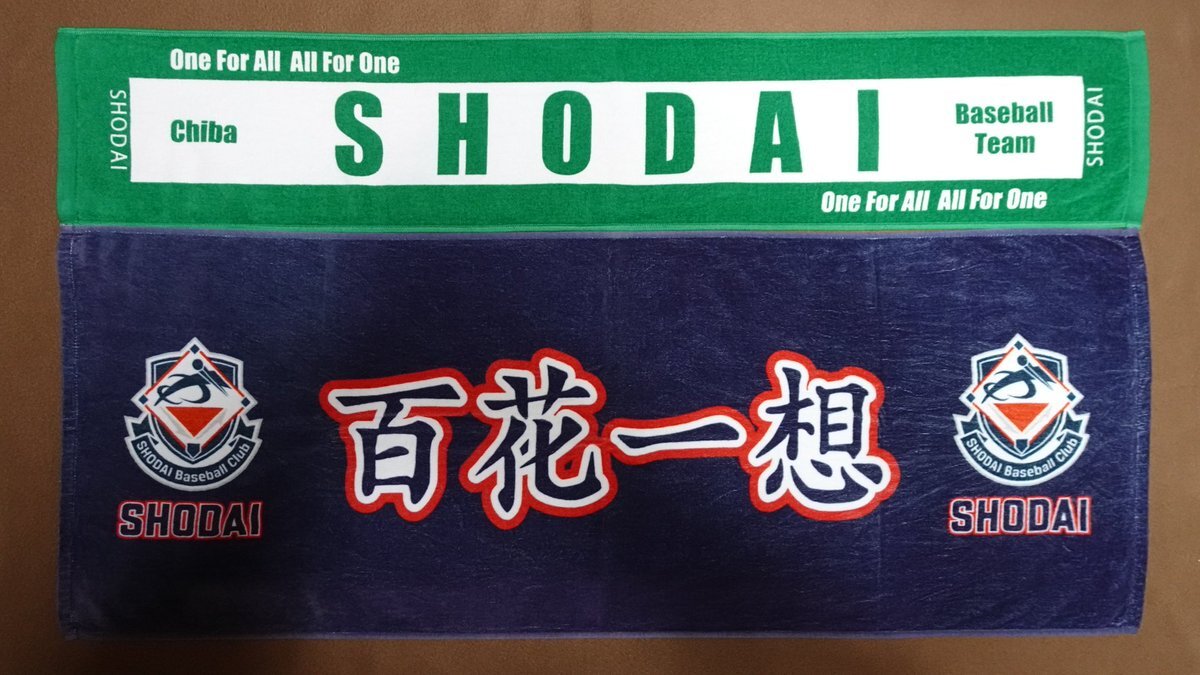 One For All All For One
SHODAI
Chiba
SHODAI
Baseball
Team
SHODAI
One For All All For One
百花一想
SHODAI Baseball Club
SHODAI
SHODAI Baseball Club
SHODAI